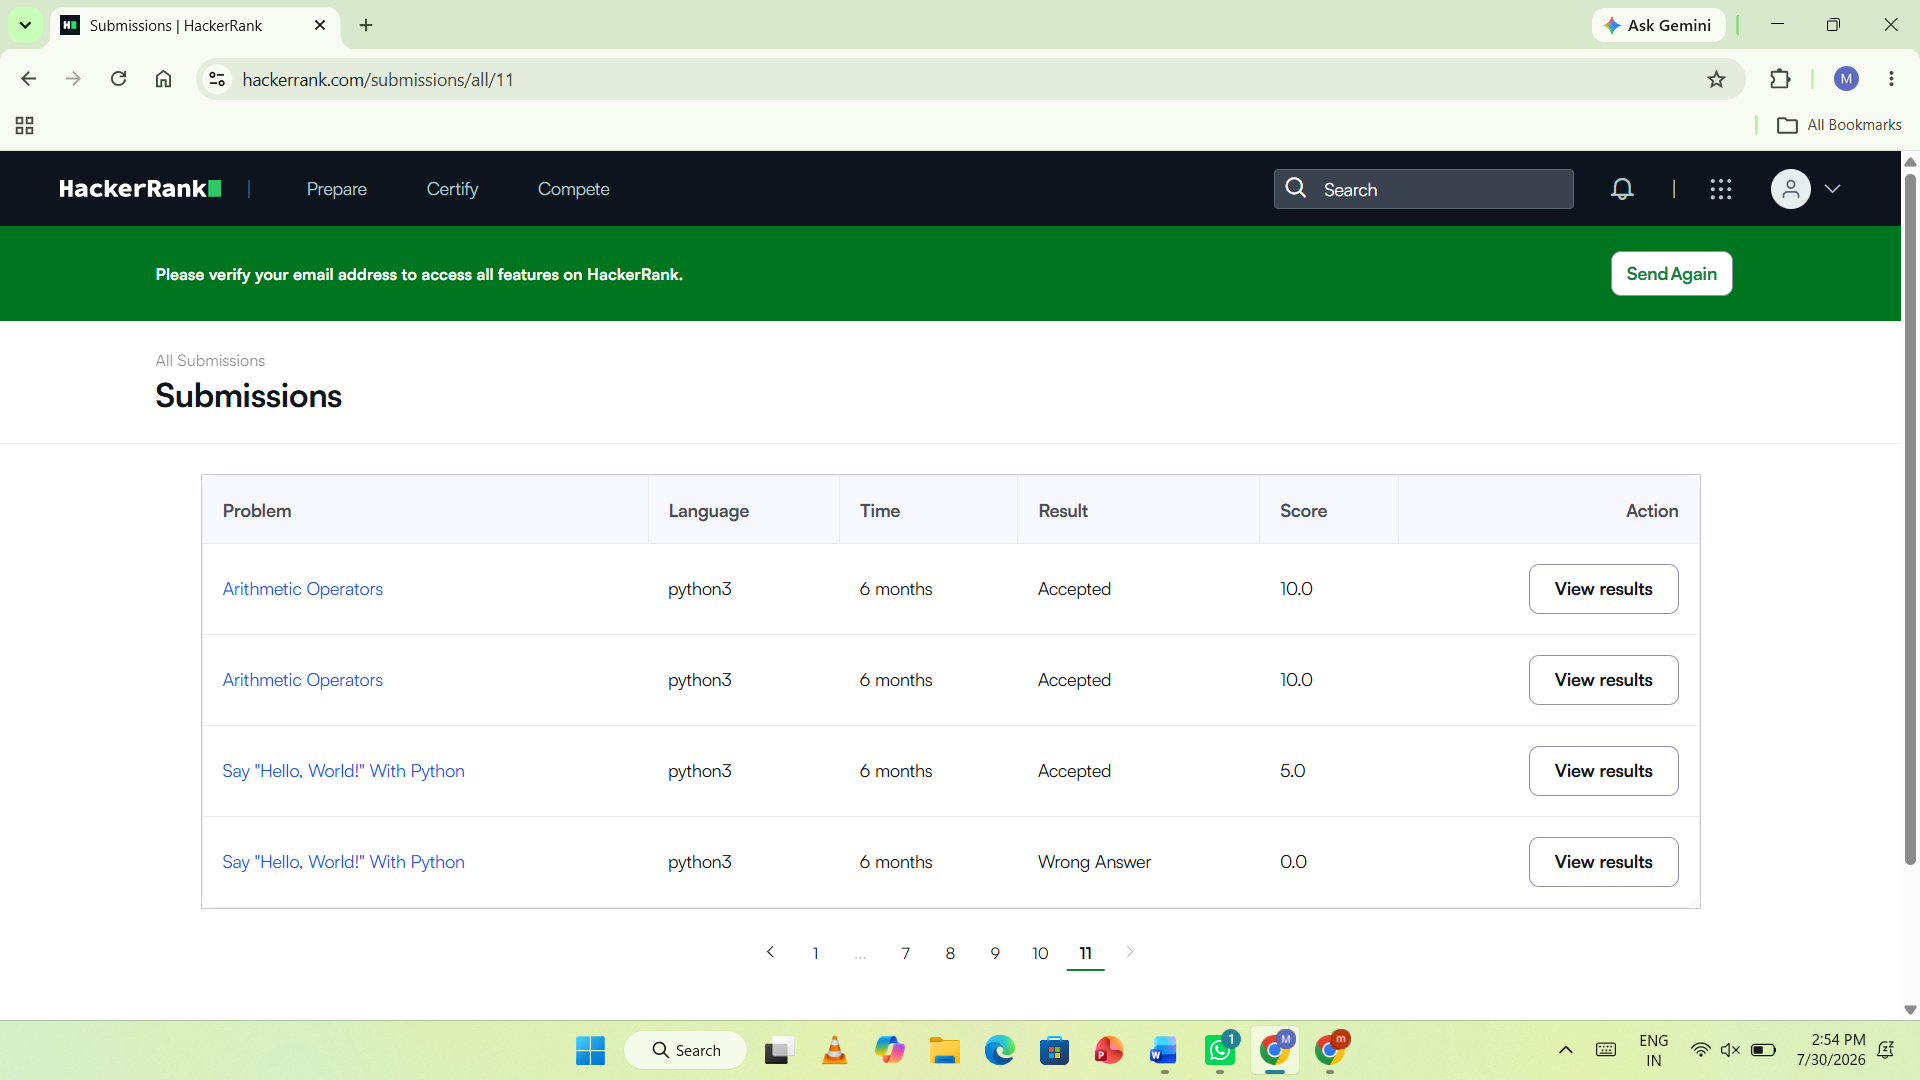 Submissions | HackerRank
Ask Gemini
hackerrank.com/submissions/all/11
M
All Bookmarks
HackerRank
Prepare
Certify
Compete
Search
Please verify your email address to access all features on HackerRank.
Send Again
All Submissions
Submissions
Problem Language Time Result Score Action
Arithmetic Operators python3 6 months Accepted 10.0 View results
Arithmetic Operators python3 6 months Accepted 10.0 View results
Say "Hello, World!" With Python python3 6 months Accepted 5.0 View results
Say "Hello, World!" With Python python3 6 months Wrong Answer 0.0 View results
1 ... 7 8 9 10 11
Search
1
M
m
ENG
IN
2:54 PM
7/30/2026